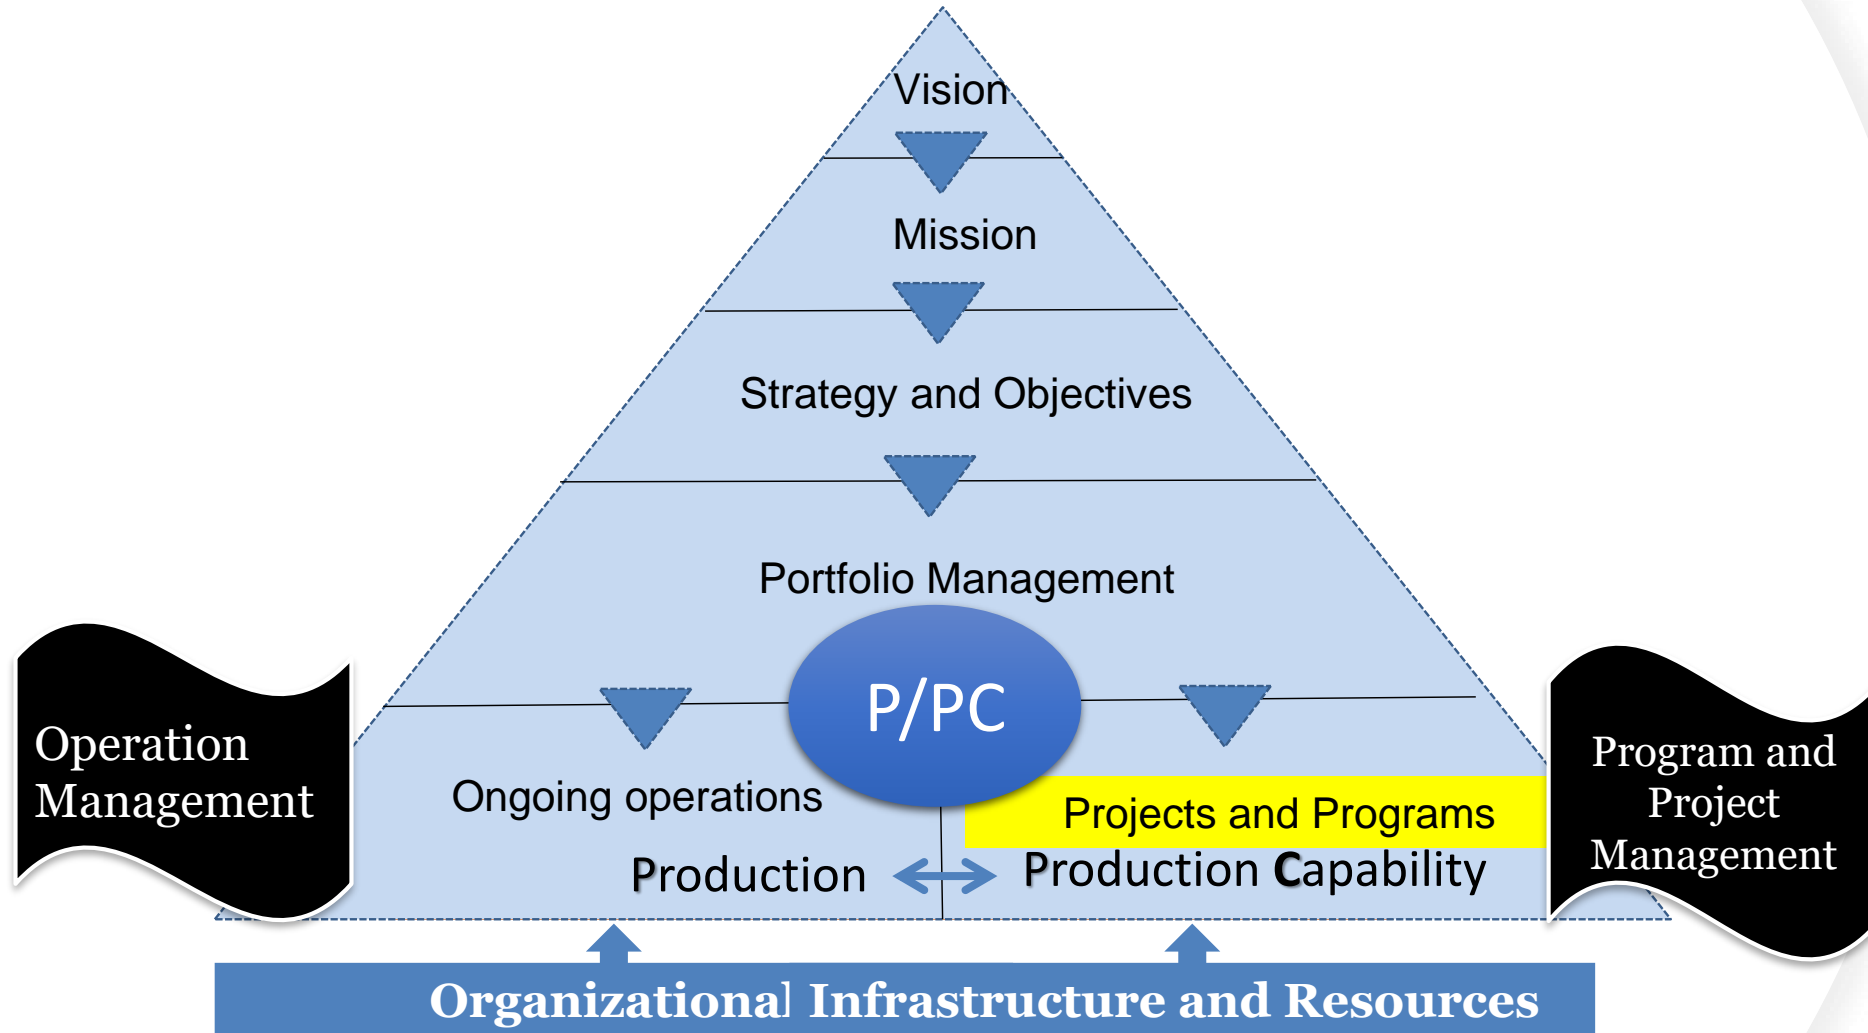 Vision
Mission
Strategy and Objectives
Portfolio Management
P/PC
Operation
Management
Ongoing operations
Production
Projects and Programs
Production Capability
Program and
Project
Management
Organizational Infrastructure and Resources